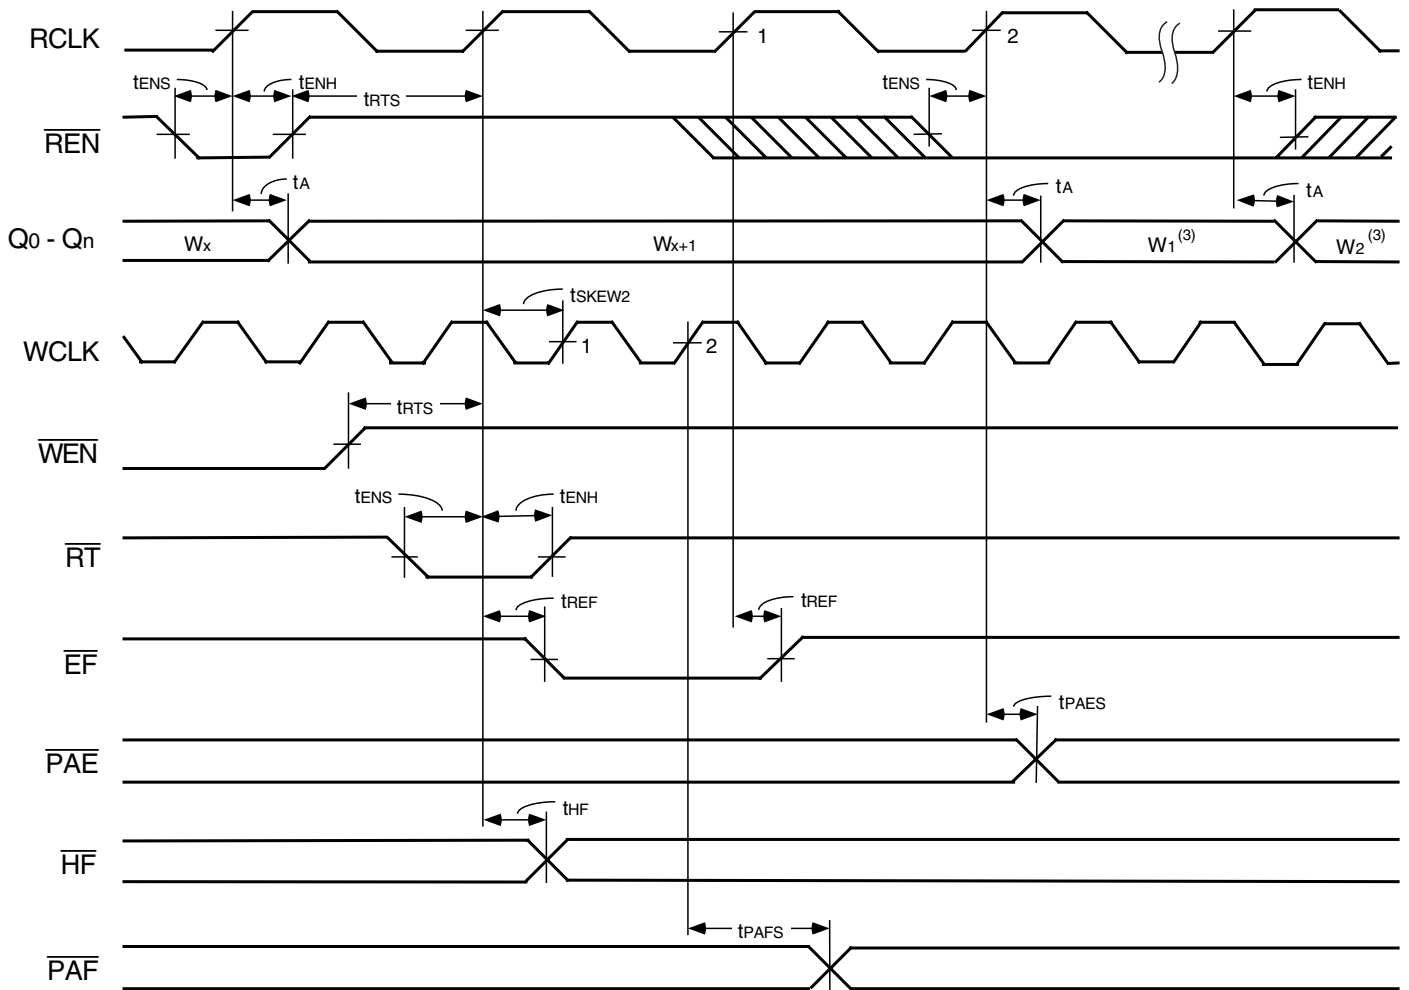 RCLK
1
2
tENS
tENH
tRTS
tENS
tENH
REN
tA
tA
tA
Q0 - Qn
Wx
Wx+1
W1(3)
W2(3)
tSKEW2
WCLK
1
2
tRTS
WEN
tENS
tENH
RT
tREF
tREF
EF
tPAES
PAE
tHF
HF
tPAFS
PAF